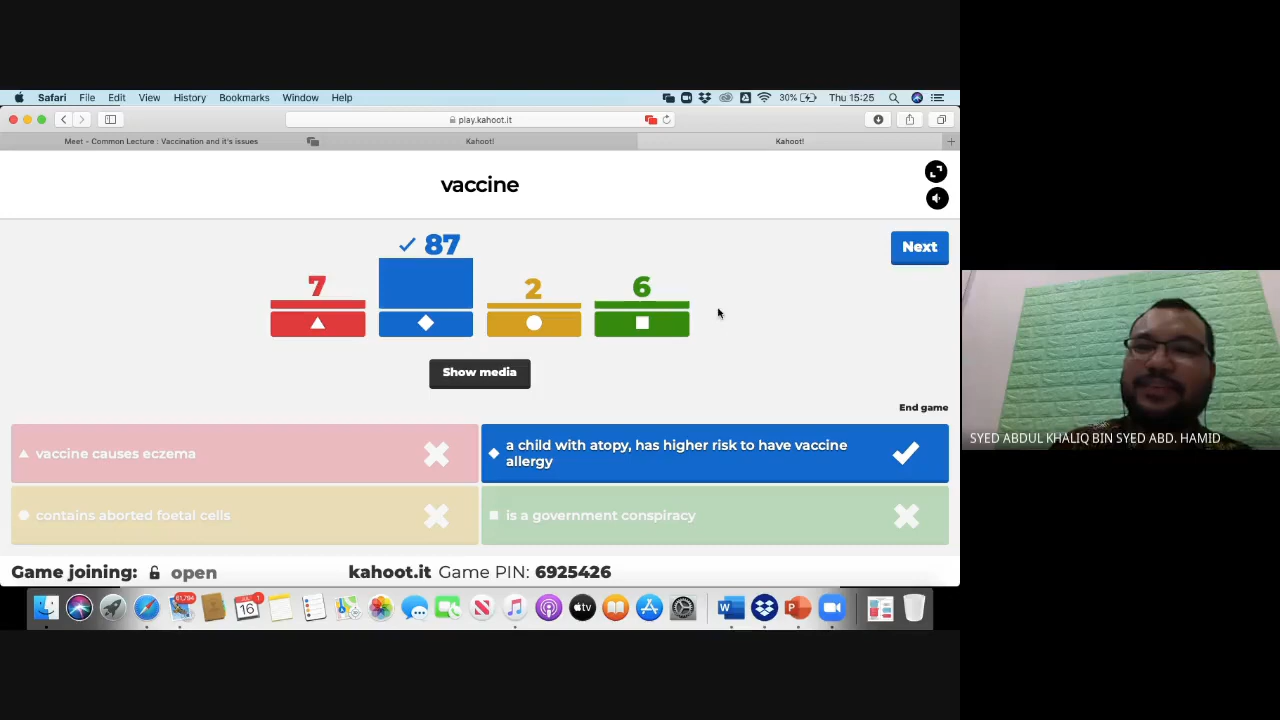 Safari File Edit View History Bookmarks Window Help 30% Thu 15:25
play.kahoot.it
Meet - Common Lecture : Vaccination and it's issues Kahoot! Kahoot!
vaccine
Next
7 87 2 6
Show media
End game
vaccine causes eczema
a child with atopy, has higher risk to have vaccine
allergy
contains aborted foetal cells
is a government conspiracy
Game joining: open kahoot.it Game PIN: 6925426
SYED ABDUL KHALIQ BIN SYED ABD. HAMID
16
tv